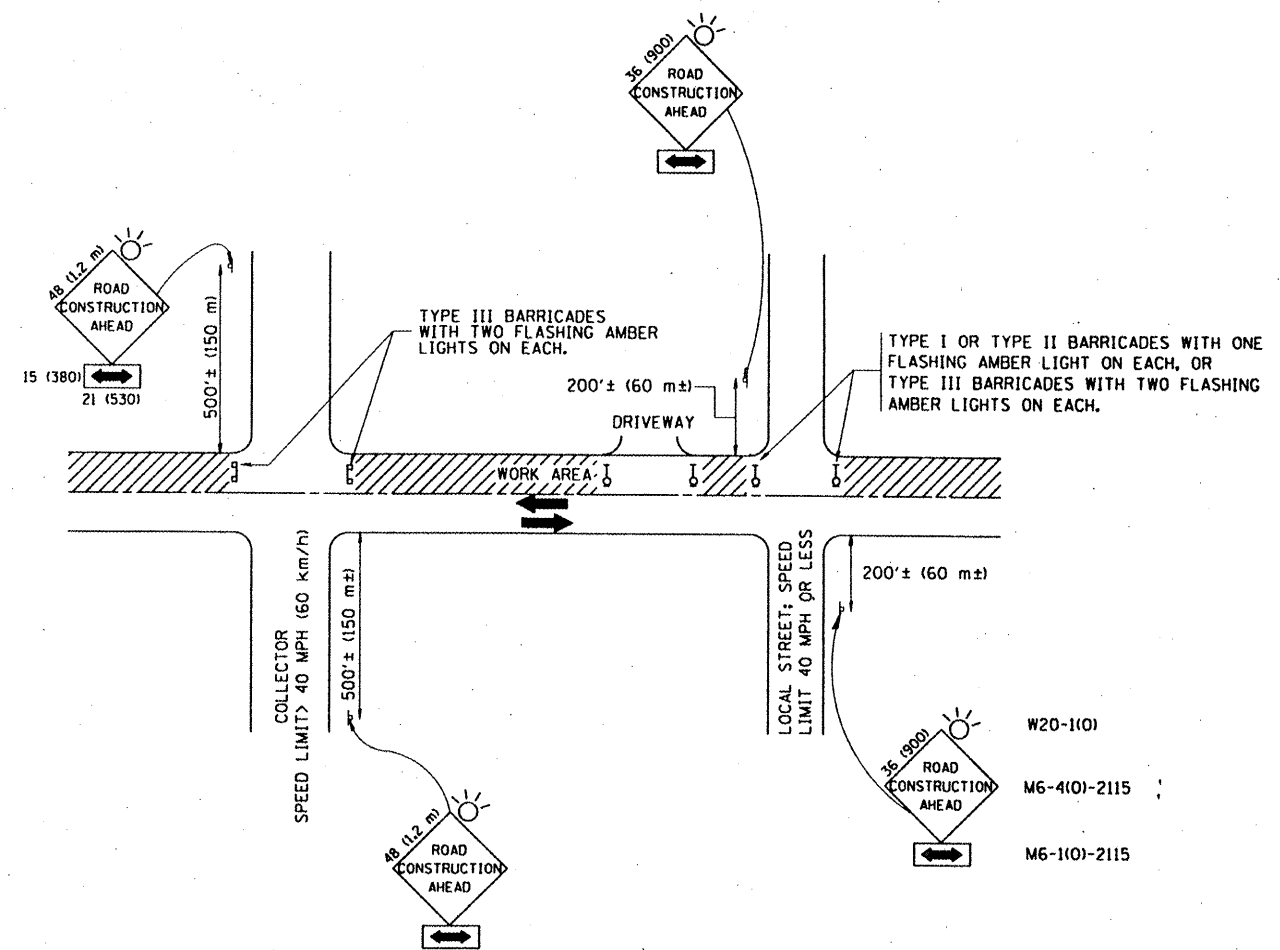 36 (900)
ROAD
CONSTRUCTION
AHEAD
48 (1.2 m)
ROAD
CONSTRUCTION
AHEAD
15 (380)
21 (530)
500'± (150 m)
TYPE III BARRICADES
WITH TWO FLASHING AMBER
LIGHTS ON EACH.
200'± (60 m±)
DRIVEWAY
TYPE I OR TYPE II BARRICADES WITH ONE
FLASHING AMBER LIGHT ON EACH, OR
TYPE III BARRICADES WITH TWO FLASHING
AMBER LIGHTS ON EACH.
WORK AREA
COLLECTOR
SPEED LIMIT> 40 MPH (60 km/h)
500'± (150 m±)
LOCAL STREET: SPEED
LIMIT 40 MPH OR LESS
200'± (60 m±)
48 (1.2 m)
ROAD
CONSTRUCTION
AHEAD
36 (900)
ROAD
CONSTRUCTION
AHEAD
W20-1(O)
M6-4(O)-2115
M6-1(O)-2115